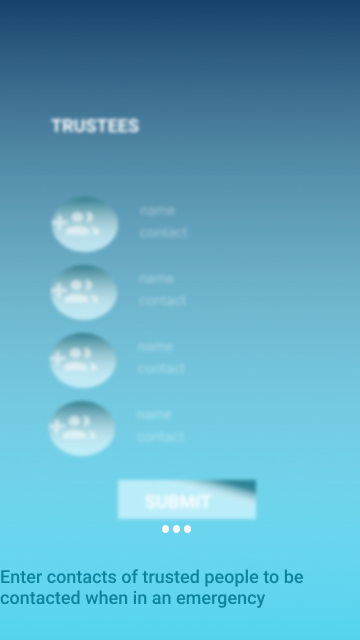 TRUSTEES
name
contact
name
contact
name
contact
name
contact
SUBMIT
Enter contacts of trusted people to be
contacted when in an emergency